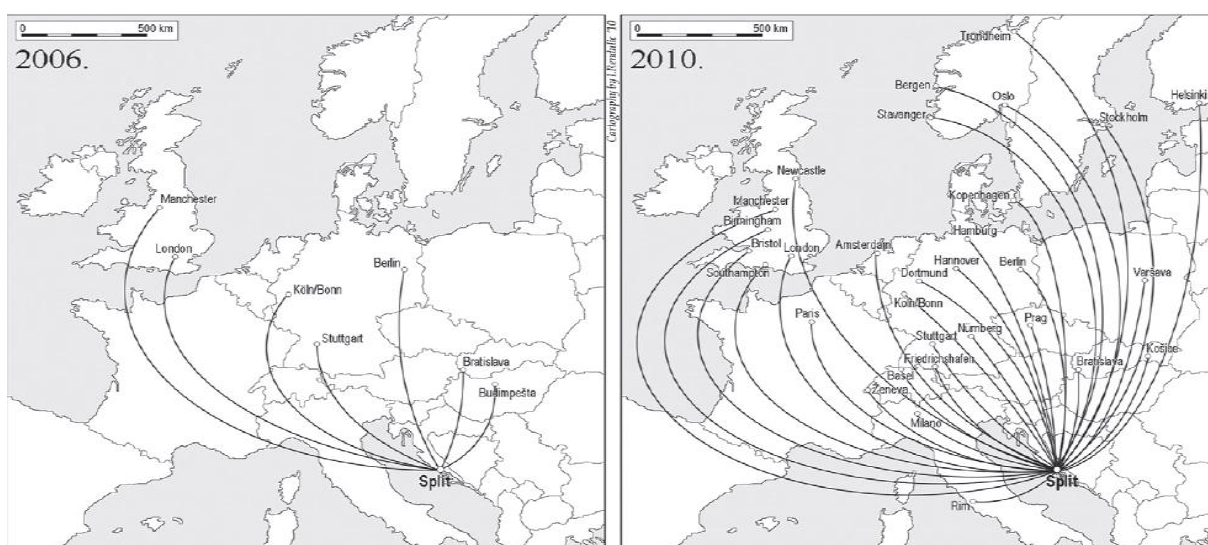 0 500 km
2006.
Manchester
London
Berlin
Köln/Bonn
Stuttgart
Bratislava
Budimpešta
Split
Cartography by I.Rendulić '10
0 500 km
2010.
Trondheim
Bergen
Oslo
Helsinki
Stavanger
Stockholm
Newcastle
Kopenhagen
Manchester
Birmingham
Hamburg
Bristol
London
Amsterdam
Southampton
Hannover
Berlin
Dortmund
Varšava
Köln/Bonn
Paris
Prag
Nürnberg
Stuttgart
Košice
Friedrichshafen
Bratislava
Basel
Ženeva
Milano
Split
Rim